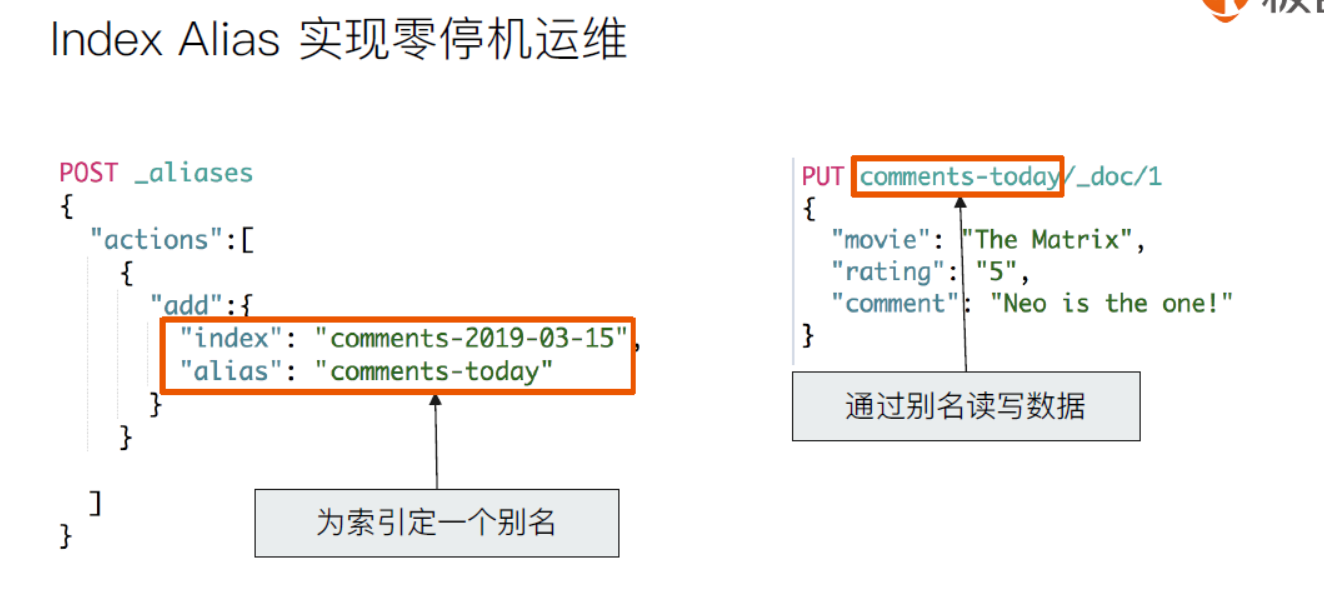 Index Alias 实现零停机运维
POST _aliases
{
"actions":[
{
"add":{
"index": "comments-2019-03-15",
"alias": "comments-today"
}
}
]
}
为索引定一个别名
PUT comments-today/_doc/1
{
"movie": "The Matrix",
"rating": "5",
"comment": "Neo is the one!"
}
通过别名读写数据